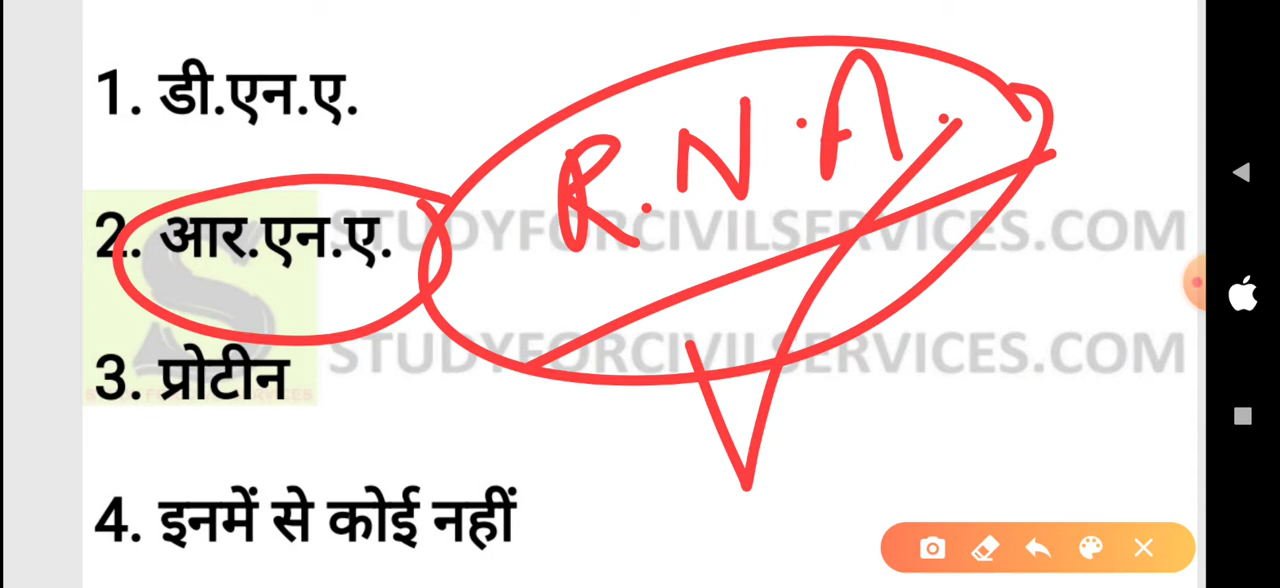 1. डी.एन.ए.
R.N.A.
2. आर.एन.ए.
STUDYFORCIVILSERVICES.COM
STUDYFORCIVILSERVICES.COM
3. प्रोटीन
4. इनमें से कोई नहीं